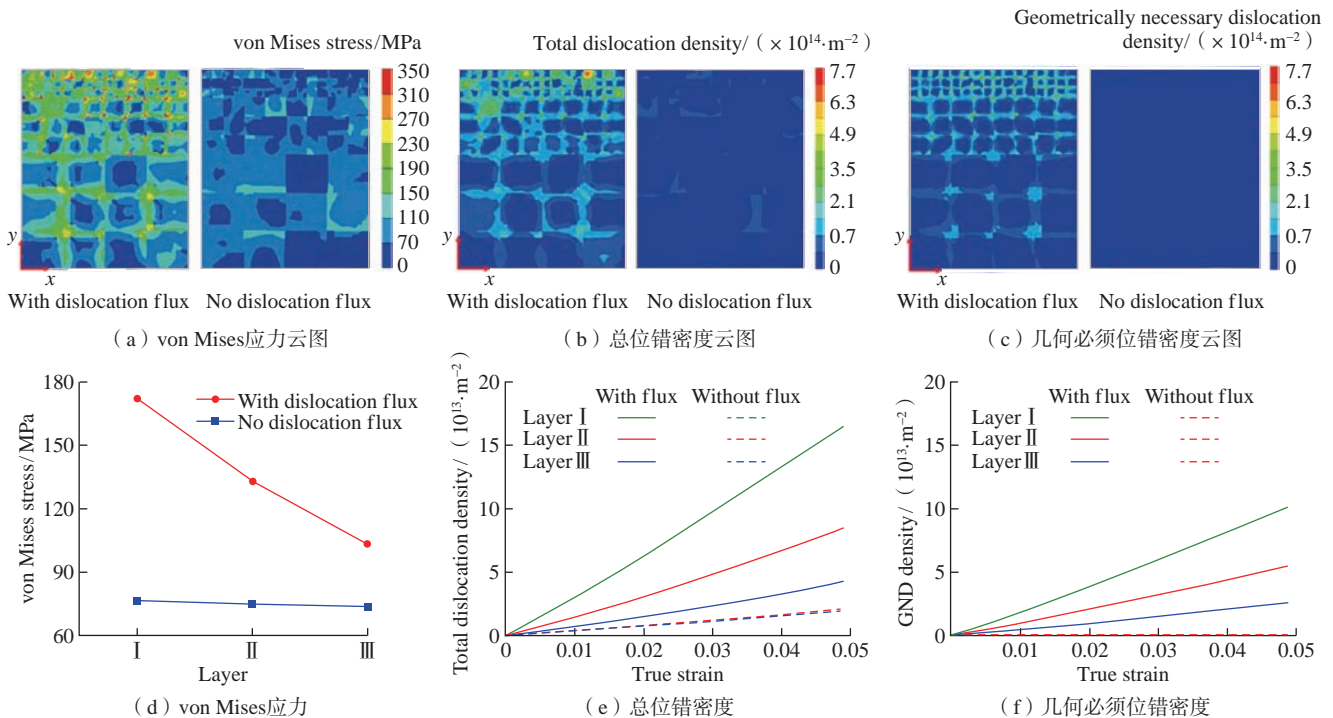 von Mises stress/MPa
350
310
270
230
190
150
110
70
0
y
x
With dislocation flux
No dislocation flux
(a)von Mises应力云图
Total dislocation density/(×10¹⁴·m⁻²)
7.7
6.3
4.9
3.5
2.1
0.7
0
y
x
With dislocation flux
No dislocation flux
(b)总位错密度云图
Geometrically necessary dislocation
density/(×10¹⁴·m⁻²)
7.7
6.3
4.9
3.5
2.1
0.7
0
y
x
With dislocation flux
No dislocation flux
(c)几何必须位错密度云图
von Mises stress/ MPa
180
150
120
90
60
With dislocation flux
No dislocation flux
Ⅰ
Ⅱ
Ⅲ
Layer
(d)von Mises应力
Total dislocation density/(10¹³·m⁻²)
20
15
10
5
0
With flux
Without flux
Layer Ⅰ
Layer Ⅱ
Layer Ⅲ
0
0.01
0.02
0.03
0.04
0.05
True strain
(e)总位错密度
GND density/(10¹³·m⁻²)
20
15
10
5
0
With flux
Without flux
Layer Ⅰ
Layer Ⅱ
Layer Ⅲ
0.01
0.02
0.03
0.04
0.05
True strain
(f)几何必须位错密度